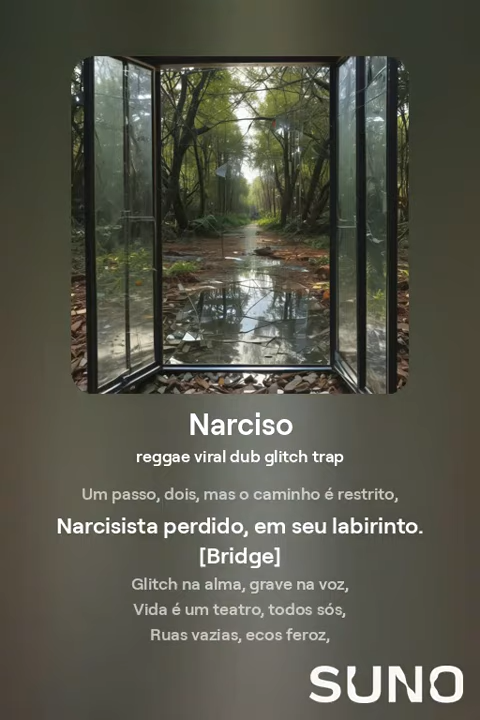 Narciso
reggae viral dub glitch trap
Um passo, dois, mas o caminho é restrito,
Narcisista perdido, em seu labirinto.
[Bridge]
Glitch na alma, grave na voz,
Vida é um teatro, todos sós,
Ruas vazias, ecos feroz,
SUNO